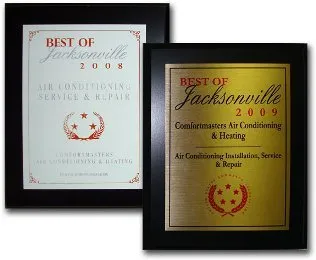 BEST OF
Jacksonville
2008
AIR CONDITIONING
SERVICE & REPAIR
COMFORTMASTERS
AIR CONDITIONING & HEATING
BEST OF
Jacksonville
2009
Comfortmasters Air Conditioning
& Heating
Air Conditioning Installation, Service
& Repair